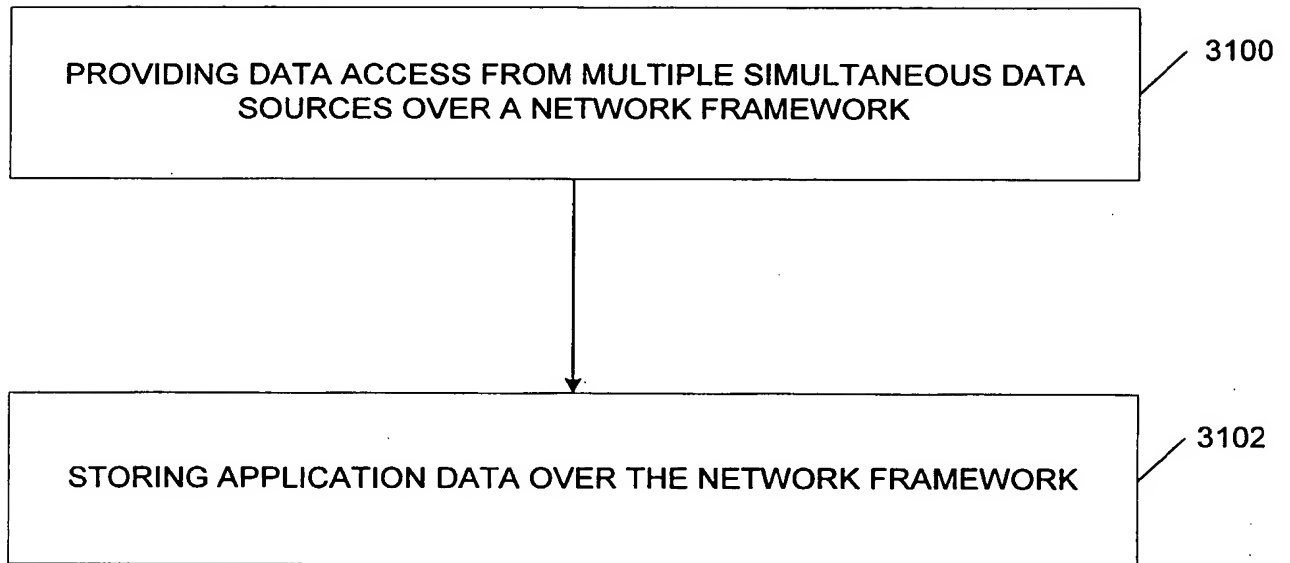 PROVIDING DATA ACCESS FROM MULTIPLE SIMULTANEOUS DATA
SOURCES OVER A NETWORK FRAMEWORK
3100
STORING APPLICATION DATA OVER THE NETWORK FRAMEWORK
3102